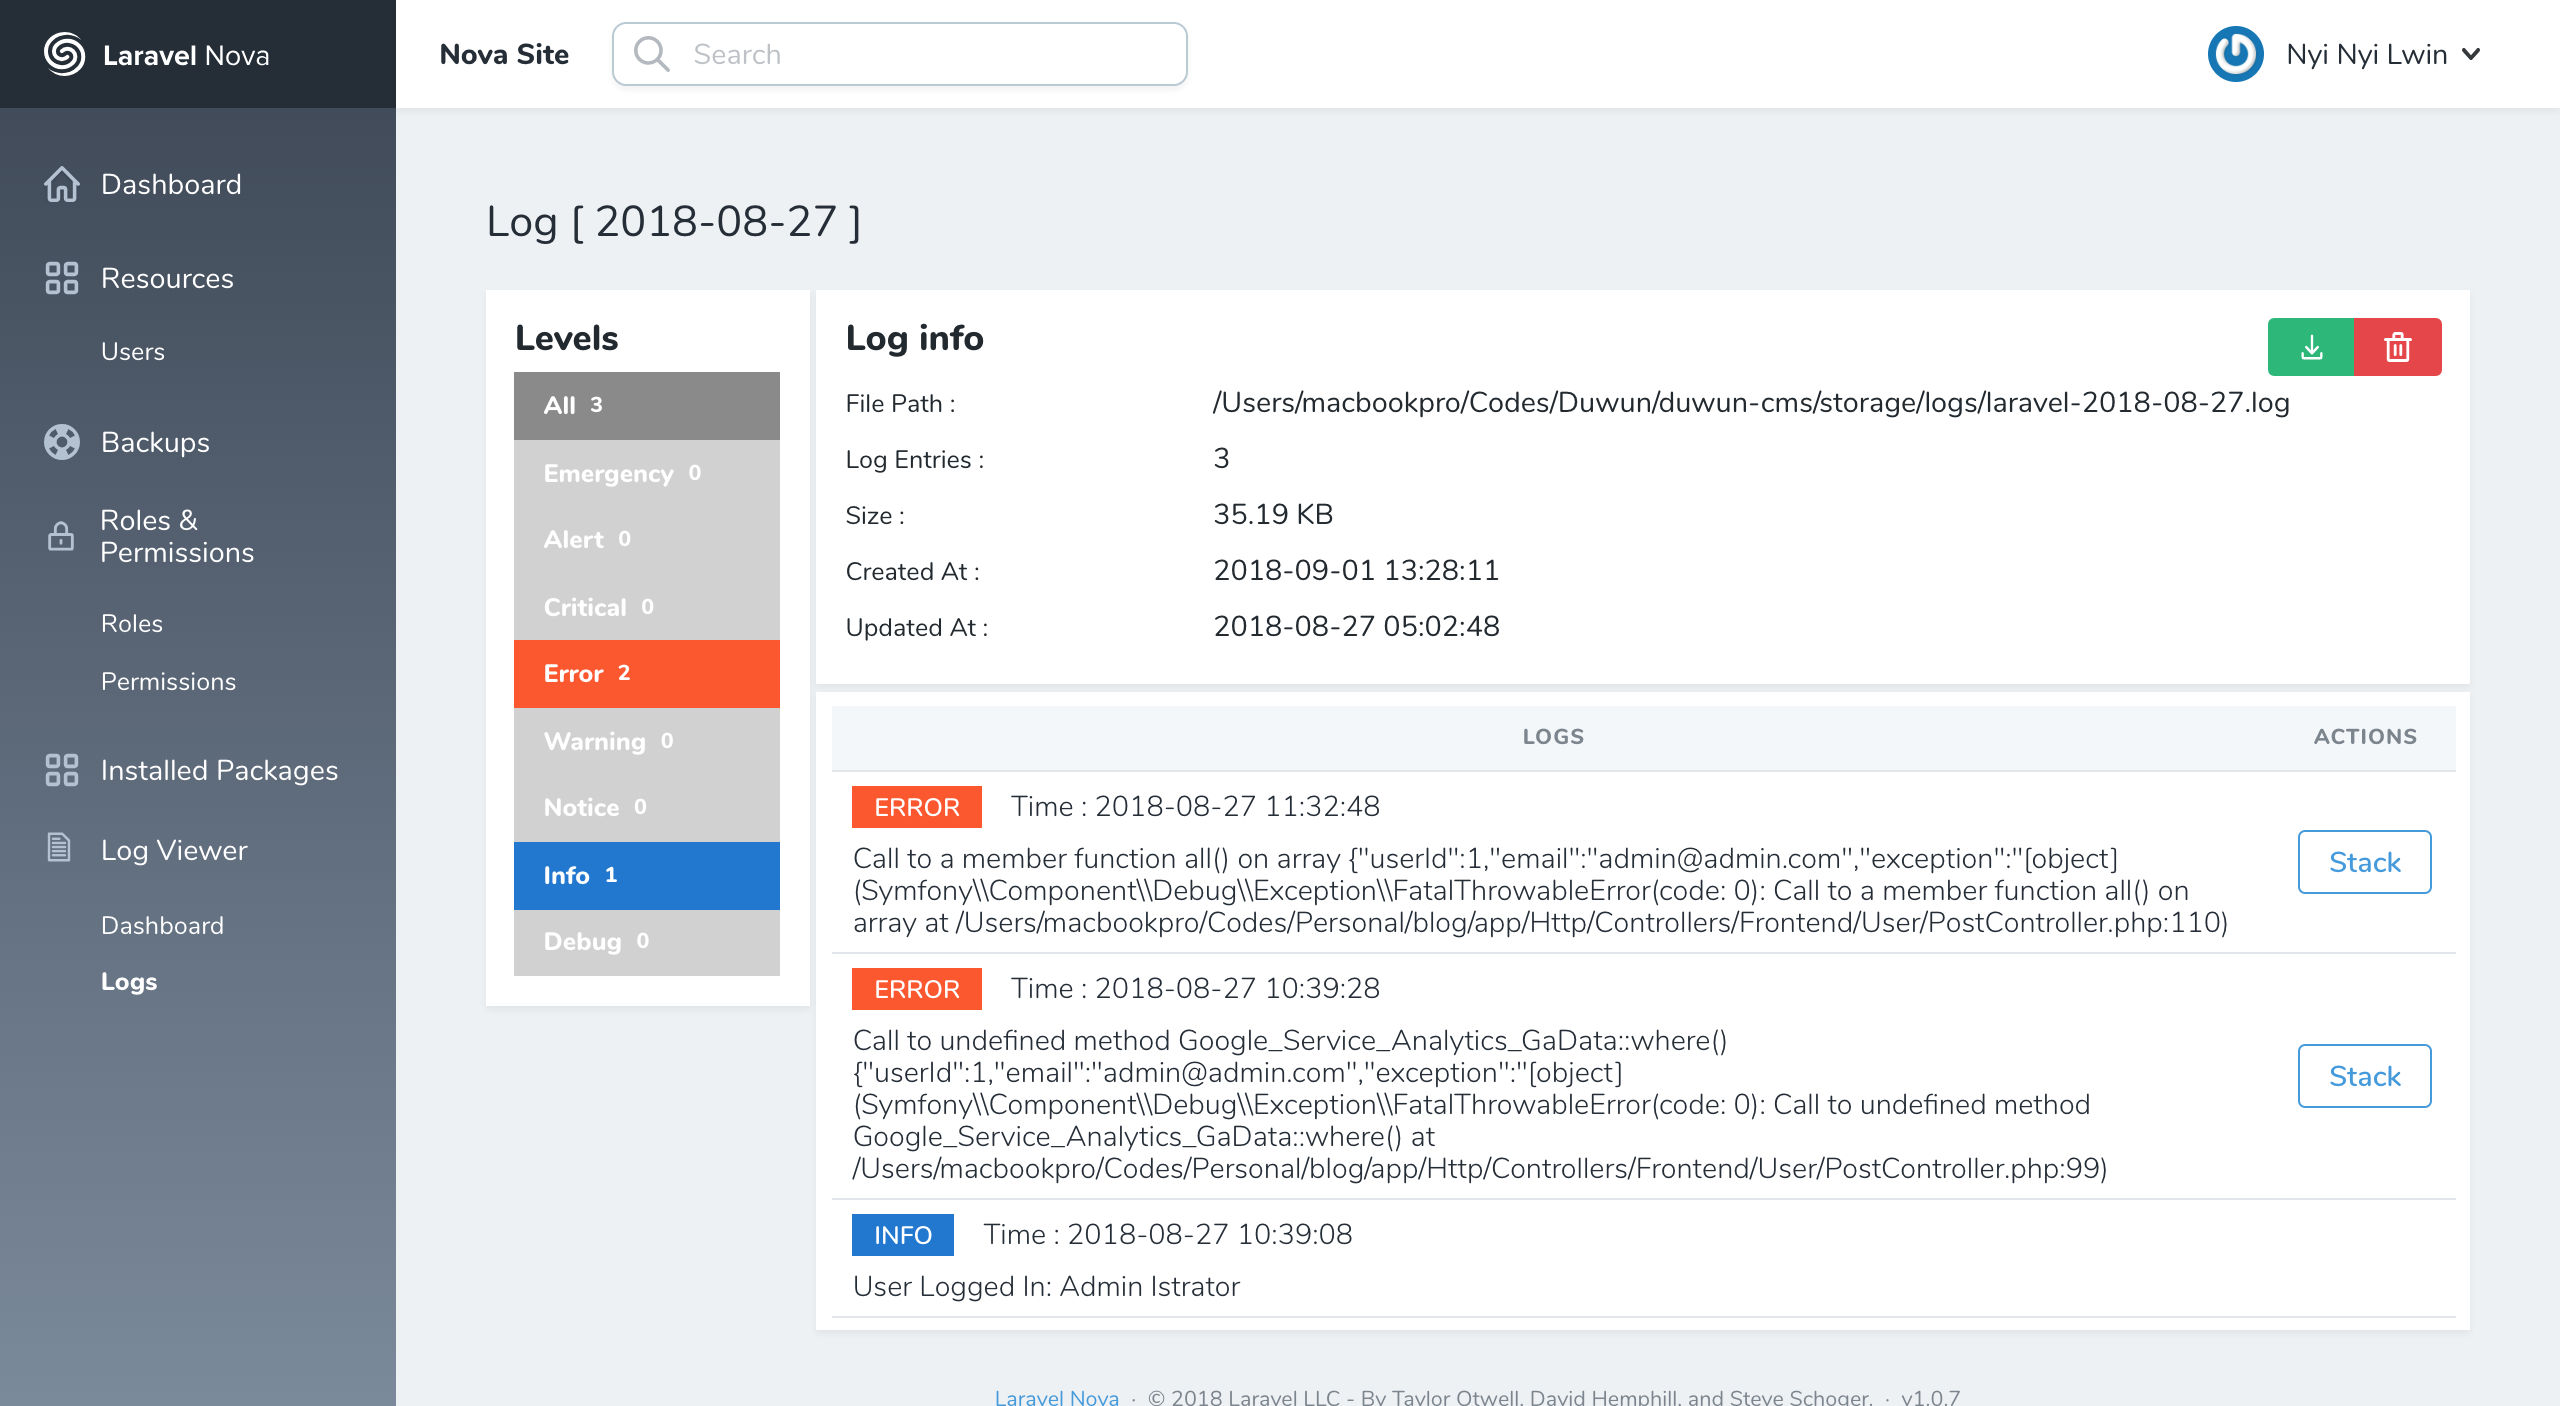 Laravel Nova
Nova Site
Search
Nyi Nyi Lwin
Dashboard
Resources
Users
Backups
Roles &
Permissions
Roles
Permissions
Installed Packages
Log Viewer
Dashboard
Logs
Log [ 2018-08-27 ]
Levels
All 3
Emergency 0
Alert 0
Critical 0
Error 2
Warning 0
Notice 0
Info 1
Debug 0
Log info
File Path : /Users/macbookpro/Codes/Duwun/duwun-cms/storage/logs/laravel-2018-08-27.log
Log Entries : 3
Size : 35.19 KB
Created At : 2018-09-01 13:28:11
Updated At : 2018-08-27 05:02:48
LOGS ACTIONS
ERROR Time : 2018-08-27 11:32:48
Call to a member function all() on array {"userId":1,"email":"admin@admin.com","exception":"[object]
(Symfony\\Component\\Debug\\Exception\\FatalThrowableError(code: 0): Call to a member function all() on
array at /Users/macbookpro/Codes/Personal/blog/app/Http/Controllers/Frontend/User/PostController.php:110)
Stack
ERROR Time : 2018-08-27 10:39:28
Call to undefined method Google_Service_Analytics_GaData::where()
{"userId":1,"email":"admin@admin.com","exception":"[object]
(Symfony\\Component\\Debug\\Exception\\FatalThrowableError(code: 0): Call to undefined method
Google_Service_Analytics_GaData::where() at
/Users/macbookpro/Codes/Personal/blog/app/Http/Controllers/Frontend/User/PostController.php:99)
Stack
INFO Time : 2018-08-27 10:39:08
User Logged In: Admin Istrator
Laravel Nova · © 2018 Laravel LLC - By Taylor Otwell, David Hemphill, and Steve Schoger. · v1.0.7